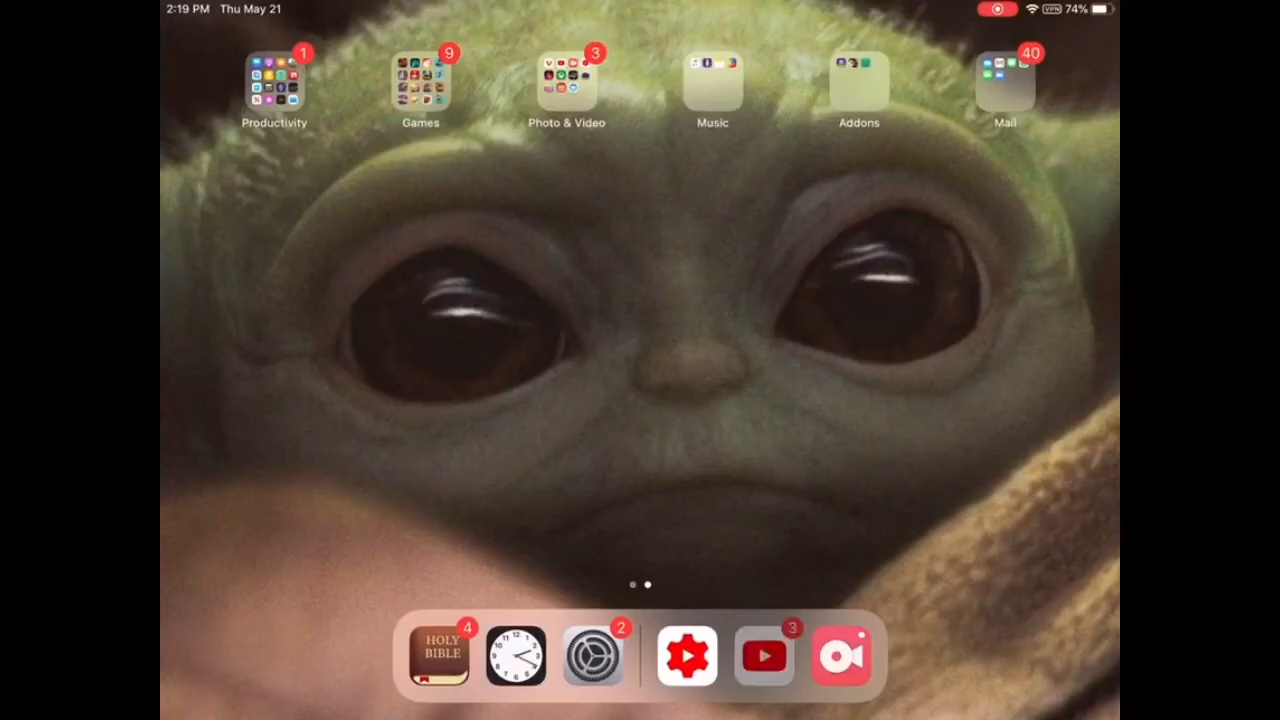 2:19 PM Thu May 21
VPN 74%
1
9
3
40
Productivity
Games
Photo & Video
Music
Addons
Mail
4
2
3
HOLY
BIBLE